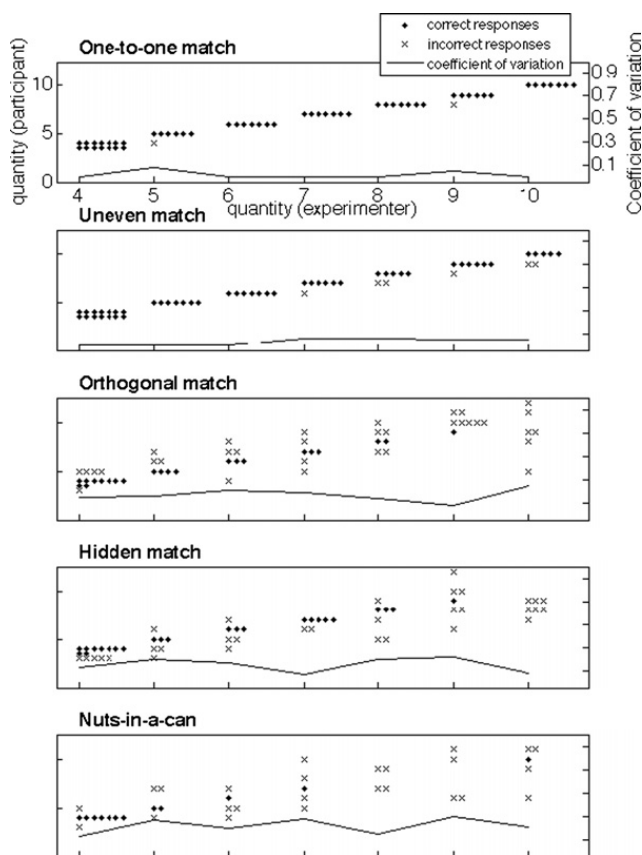 correct responses
incorrect responses
coefficient of variation
One-to-one match
quantity (participant)
10
5
0
0.9
0.7
0.5
0.3
0.1
Coefficient of variation
4 5 6 7 8 9 10
quantity (experimenter)
Uneven match
Orthogonal match
Hidden match
Nuts-in-a-can